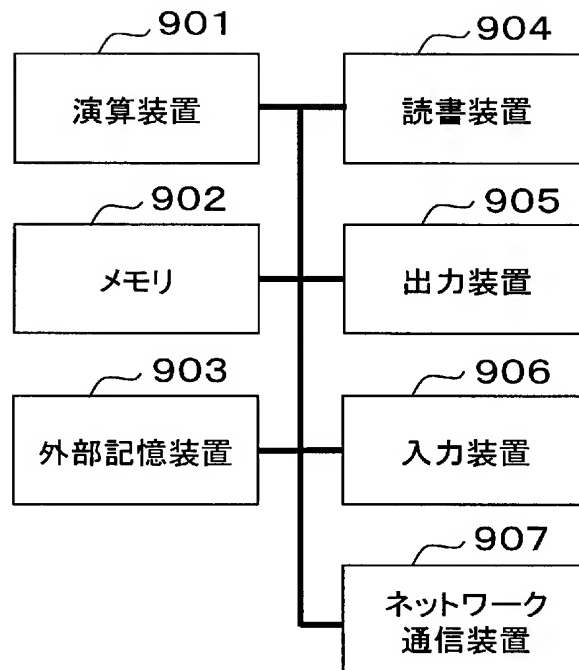 901
演算装置
902
メモリ
903
外部記憶装置
904
読書装置
905
出力装置
906
入力装置
907
ネットワーク
通信装置